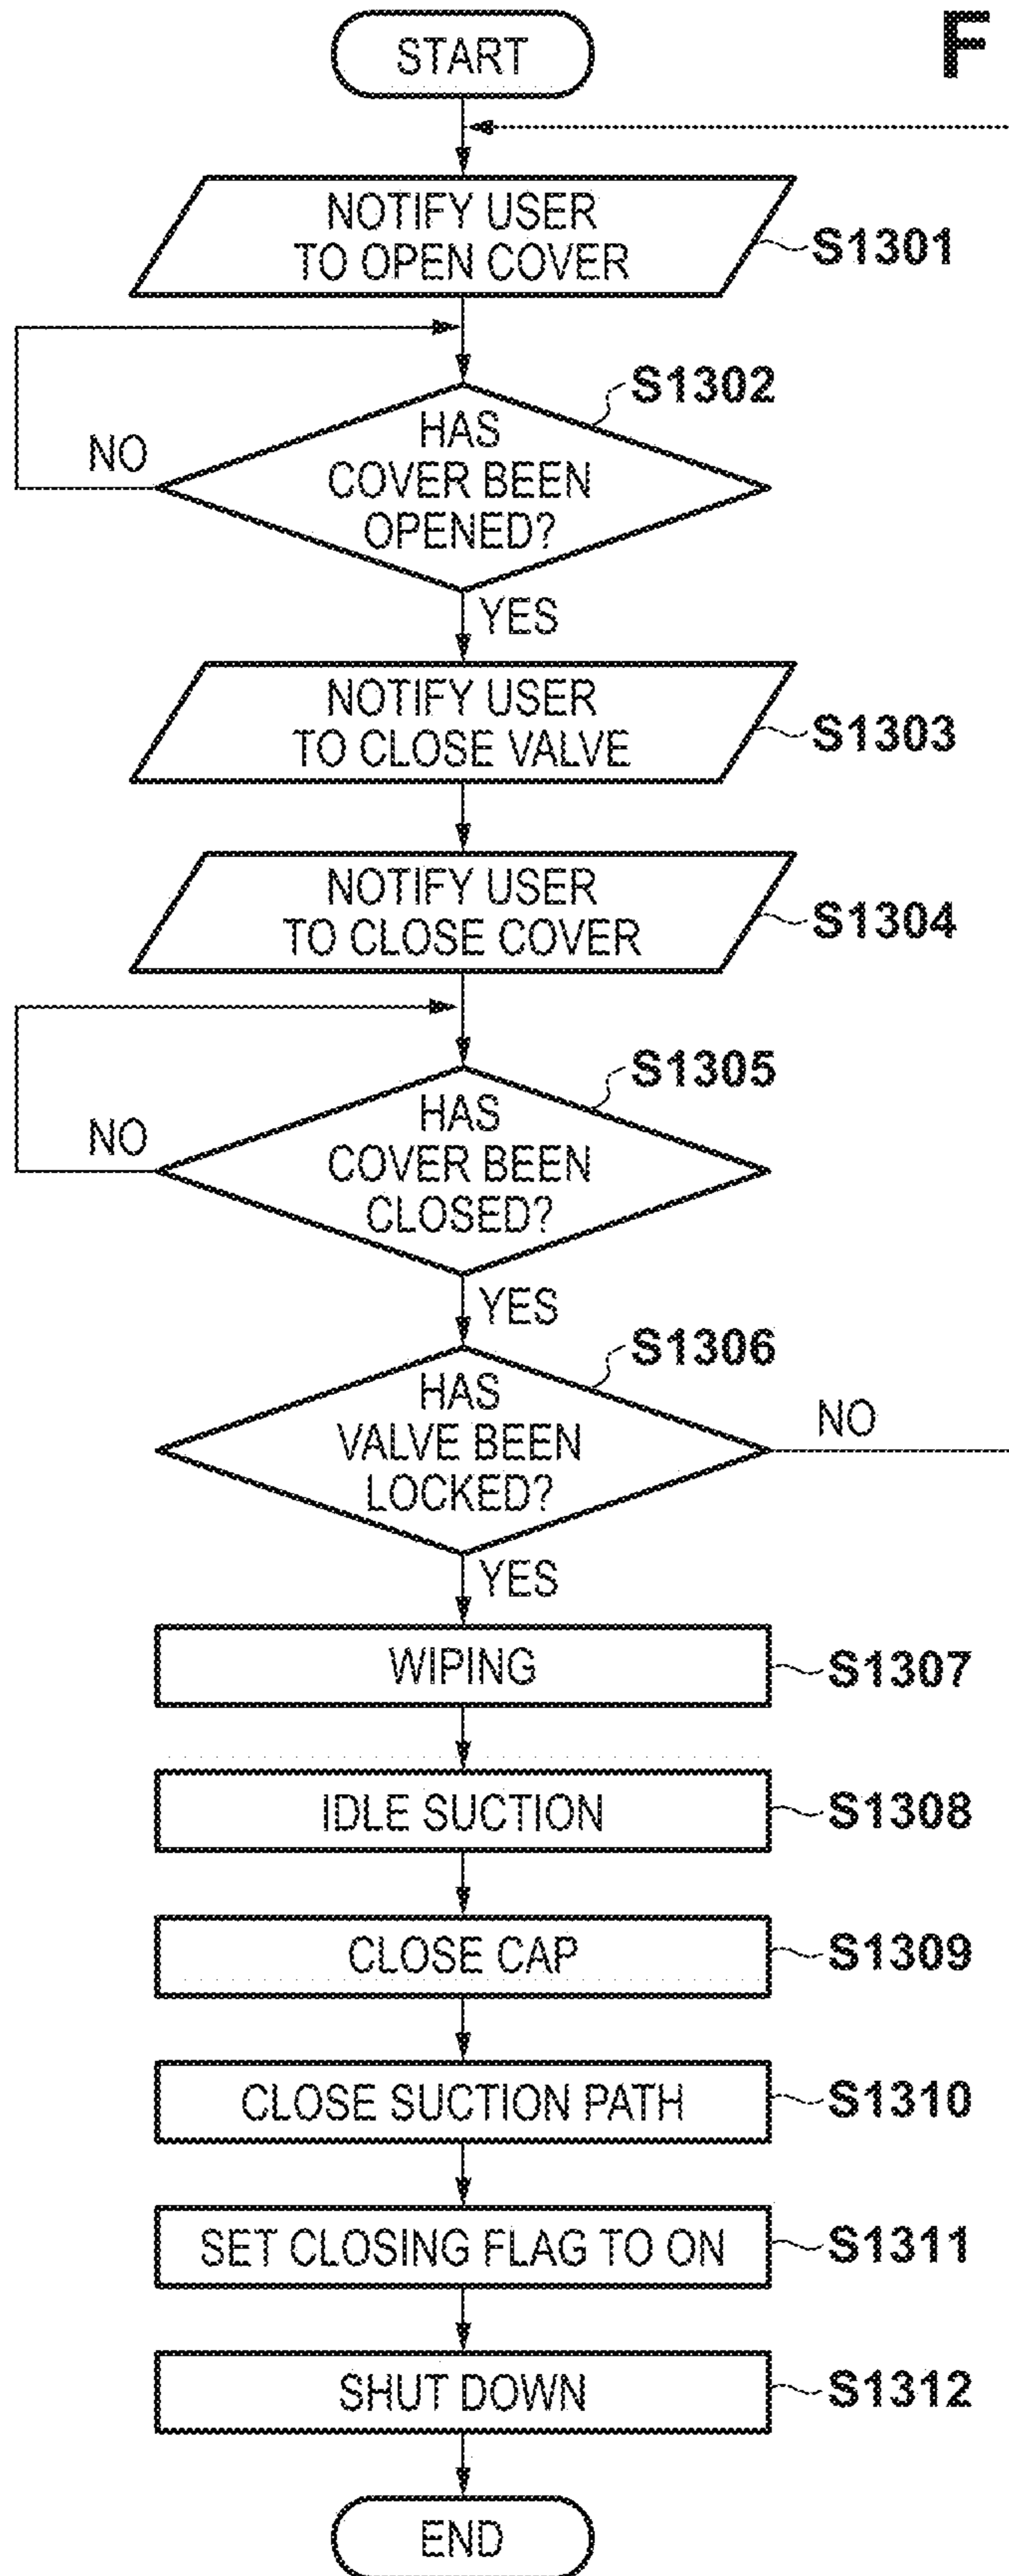 F
START
NOTIFY USER
TO OPEN COVER
S1301
S1302
HAS
COVER BEEN
OPENED?
NO
YES
NOTIFY USER
TO CLOSE VALVE
S1303
NOTIFY USER
TO CLOSE COVER
S1304
S1305
HAS
COVER BEEN
CLOSED?
NO
YES
S1306
HAS
VALVE BEEN
LOCKED?
NO
YES
WIPING
S1307
IDLE SUCTION
S1308
CLOSE CAP
S1309
CLOSE SUCTION PATH
S1310
SET CLOSING FLAG TO ON
S1311
SHUT DOWN
S1312
END